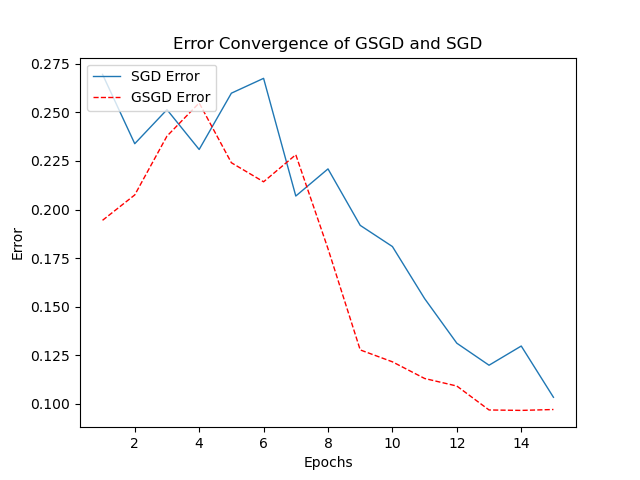 Error Convergence of GSGD and SGD
SGD Error
GSGD Error
0.275
0.250
0.225
0.200
0.175
0.150
0.125
0.100
Error
2 4 6 8 10 12 14
Epochs